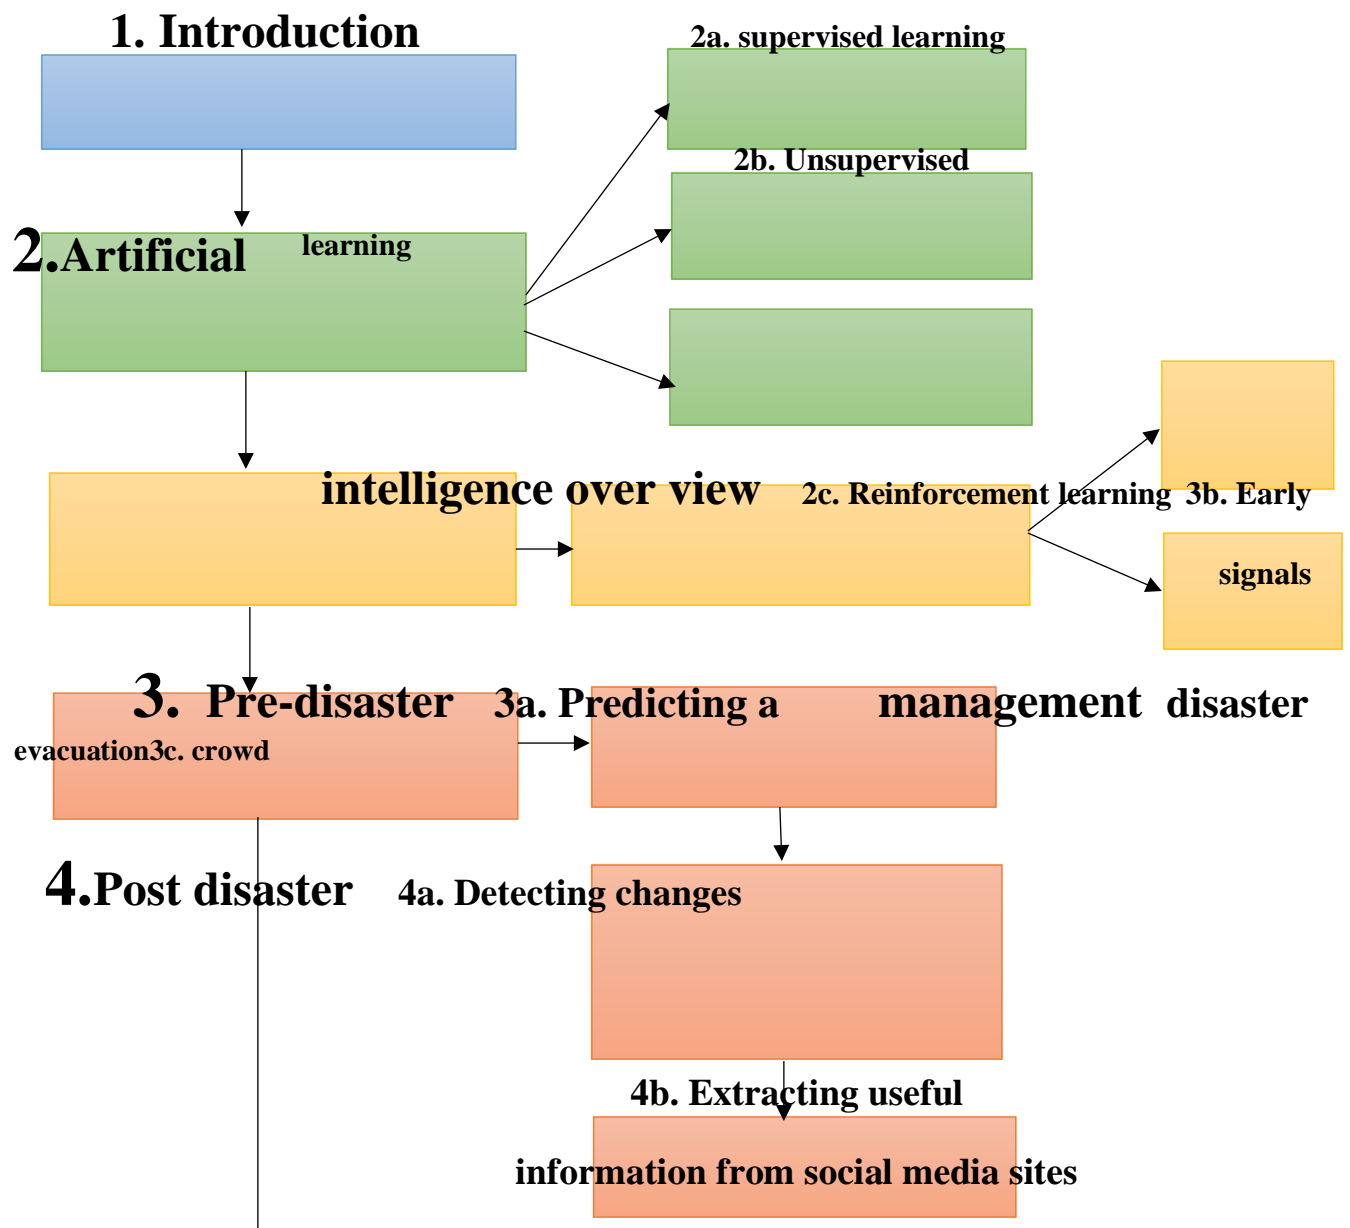 1. Introduction
2a. supervised learning
2b. Unsupervised
2.Artificial learning
intelligence over view 2c. Reinforcement learning 3b. Early
signals
3. Pre-disaster 3a. Predicting a management disaster
evacuation3c. crowd
4.Post disaster 4a. Detecting changes
4b. Extracting useful
information from social media sites